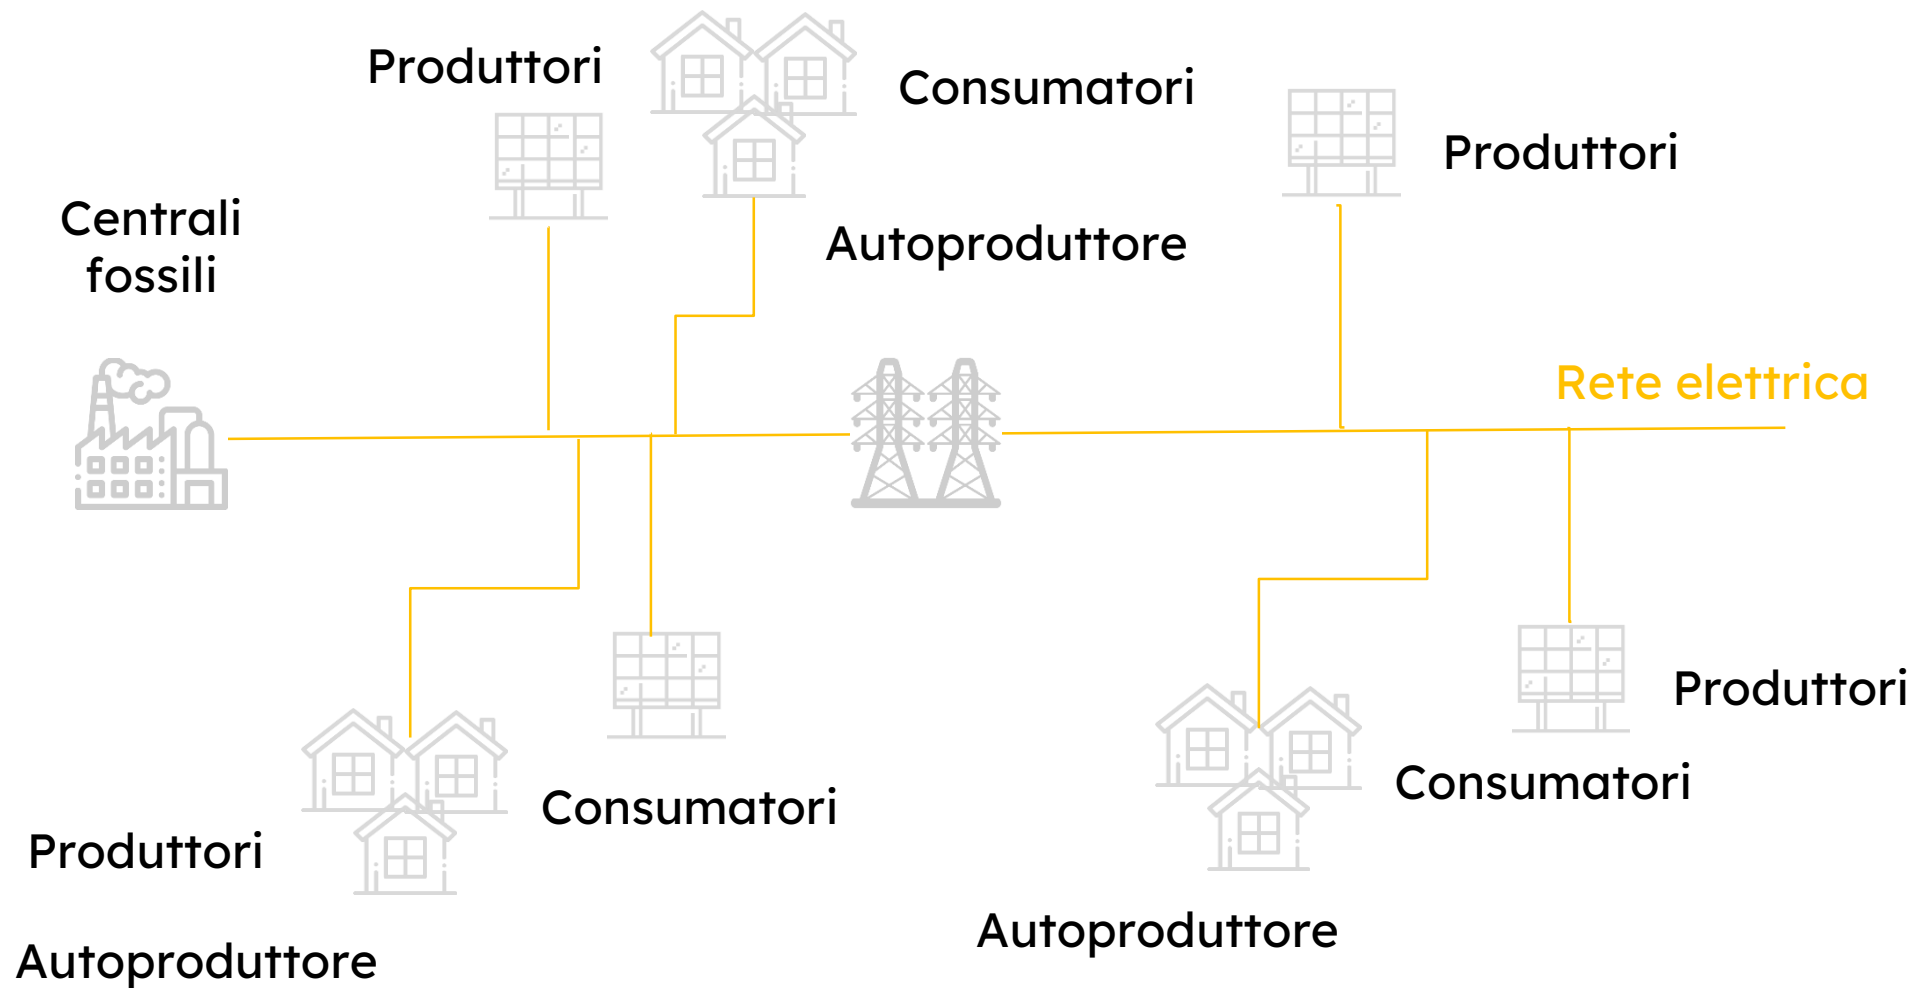 Produttori
Consumatori
Produttori
Centrali
fossili
Autoproduttore
Rete elettrica
Produttori
Consumatori
Consumatori
Produttori
Autoproduttore
Autoproduttore